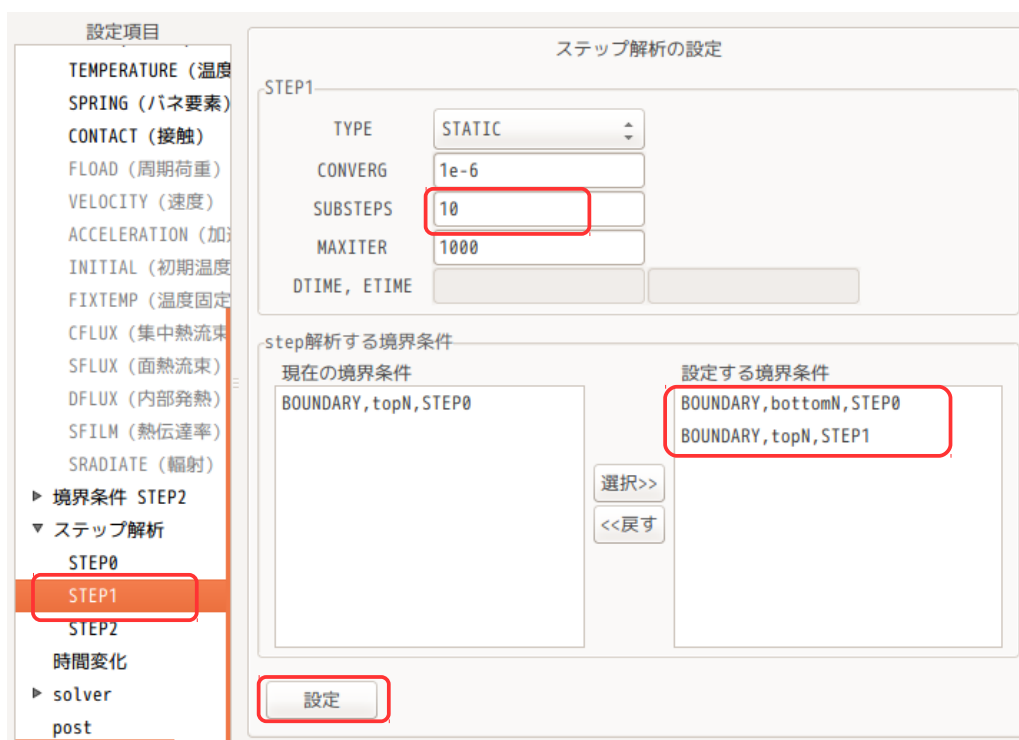 設定項目
TEMPERATURE (温度
SPRING (バネ要素)
CONTACT (接触)
FLOAD (周期荷重)
VELOCITY (速度)
ACCELERATION (加
INITIAL (初期温度
FIXTEMP (温度固定
CFLUX (集中熱流束
SFLUX (面熱流束)
DFLUX (内部発熱)
SFILM (熱伝達率)
SRADIATE (輻射)
境界条件 STEP2
ステップ解析
STEP0
STEP1
STEP2
時間変化
solver
post
ステップ解析の設定
STEP1
TYPE STATIC
CONVERG 1e-6
SUBSTEPS 10
MAXITER 1000
DTIME, ETIME
step解析する境界条件
現在の境界条件
BOUNDARY,topN,STEP0
選択>>
<<戻す
設定する境界条件
BOUNDARY,bottomN,STEP0
BOUNDARY,topN,STEP1
設定